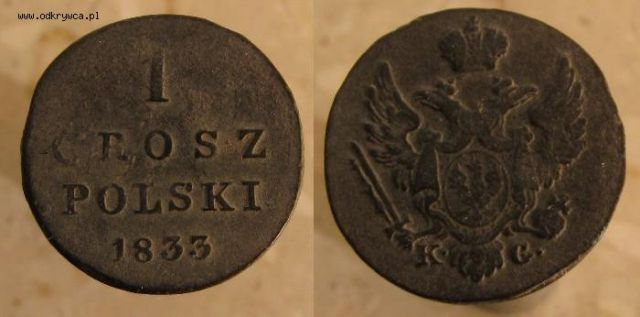 www.odkrywca.pl
1
GROSZ
POLSKI
1833
K. G.